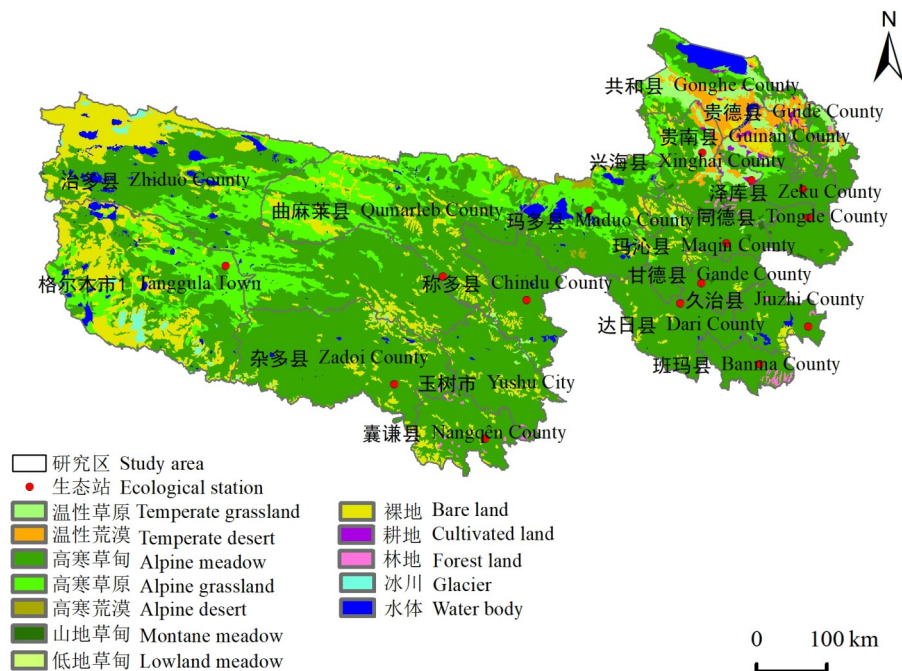 N
共和县 Gonghe County
贵德县 Guide County
贵南县 Guinan County
兴海县 Xinghai County
治多县 Zhiduo County
泽库县 Zeku County
曲麻莱县 Qumarleb County
玛多县 Maduo County
同德县 Tongde County
玛沁县 Maqin County
格尔木市1 Tanggula Town
称多县 Chindu County
甘德县 Gande County
久治县 Jiuzhi County
达日县 Dari County
杂多县 Zadoi County
班玛县 Banma County
玉树市 Yushu City
囊谦县 Nangqên County
研究区 Study area
生态站 Ecological station
温性草原 Temperate grassland
温性荒漠 Temperate desert
高寒草甸 Alpine meadow
高寒草原 Alpine grassland
高寒荒漠 Alpine desert
山地草甸 Montane meadow
低地草甸 Lowland meadow
裸地 Bare land
耕地 Cultivated land
林地 Forest land
冰川 Glacier
水体 Water body
0 100 km